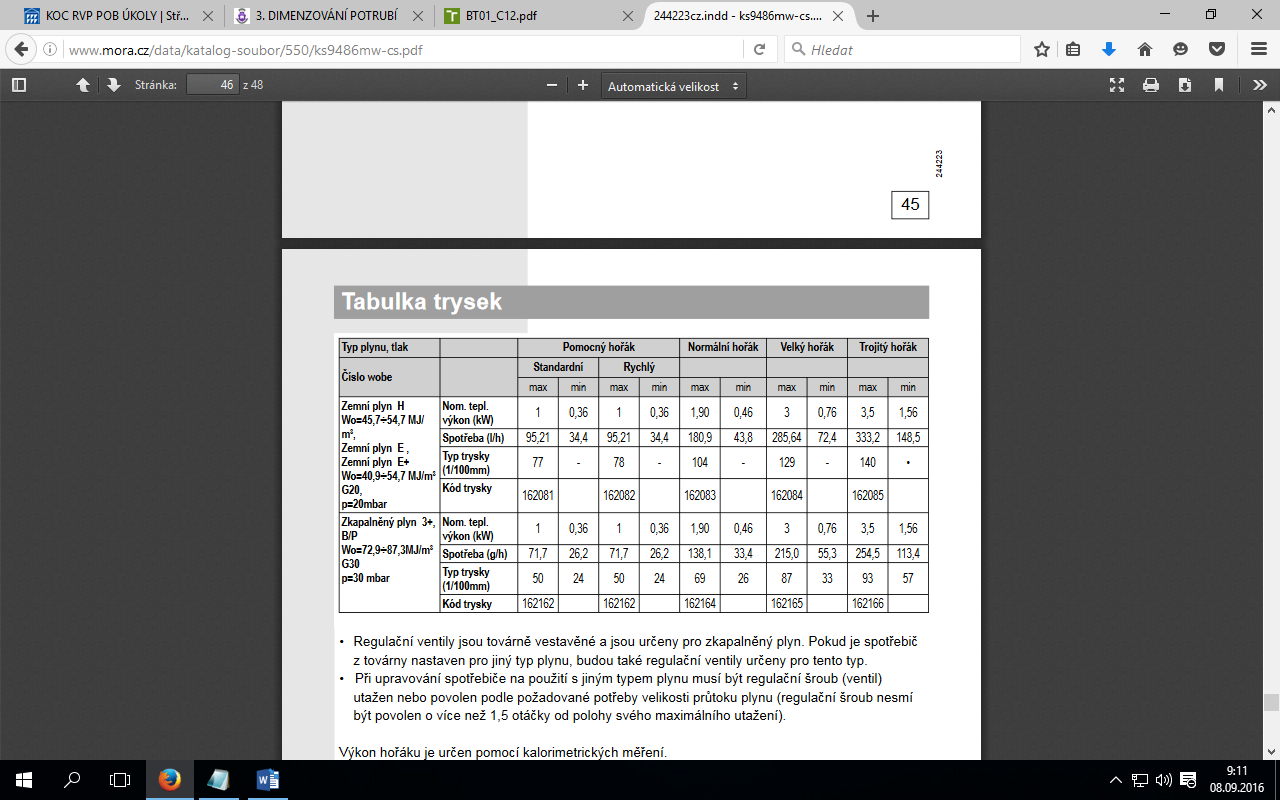 KOC RVP POB ÚKOLY | Stř...
3. DIMENZOVÁNÍ POTRUBÍ
BT01_C12.pdf
244223cz.indd - ks9486mw-cs....
www.mora.cz/data/katalog-soubor/550/ks9486mw-cs.pdf
Hledat
Stránka: 46 z 48
Automatická velikost
244223
45
Tabulka trysek
Typ plynu, tlak Pomocný hořák Normální hořák Velký hořák Trojitý hořák
Číslo wobe Standardní Rychlý
max min max min max min max min max min
Zemní plyn H
Wo=45,7÷54,7 MJ/
m³,
Zemní plyn E ,
Zemní plyn E+
Wo=40,9÷54,7 MJ/m³
G20,
p=20mbar
Nom. tepl.
výkon (kW) 1 0,36 1 0,36 1,90 0,46 3 0,76 3,5 1,56
Spotřeba (l/h) 95,21 34,4 95,21 34,4 180,9 43,8 285,64 72,4 333,2 148,5
Typ trysky
(1/100mm) 77 - 78 - 104 - 129 - 140 •
Kód trysky 162081 162082 162083 162084 162085
Zkapalněný plyn 3+,
B/P
Wo=72,9÷87,3MJ/m³
G30
p=30 mbar
Nom. tepl.
výkon (kW) 1 0,36 1 0,36 1,90 0,46 3 0,76 3,5 1,56
Spotřeba (g/h) 71,7 26,2 71,7 26,2 138,1 33,4 215,0 55,3 254,5 113,4
Typ trysky
(1/100mm) 50 24 50 24 69 26 87 33 93 57
Kód trysky 162162 162162 162164 162165 162166
• Regulační ventily jsou továrně vestavěné a jsou určeny pro zkapalněný plyn. Pokud je spotřebič
z továrny nastaven pro jiný typ plynu, budou také regulační ventily určeny pro tento typ.
• Při upravování spotřebiče na použití s jiným typem plynu musí být regulační šroub (ventil)
utažen nebo povolen podle požadované potřeby velikosti průtoku plynu (regulační šroub nesmí
být povolen o více než 1,5 otáčky od polohy svého maximálního utažení).
Výkon hořáku je určen pomocí kalorimetrických měření.
9:11
08.09.2016